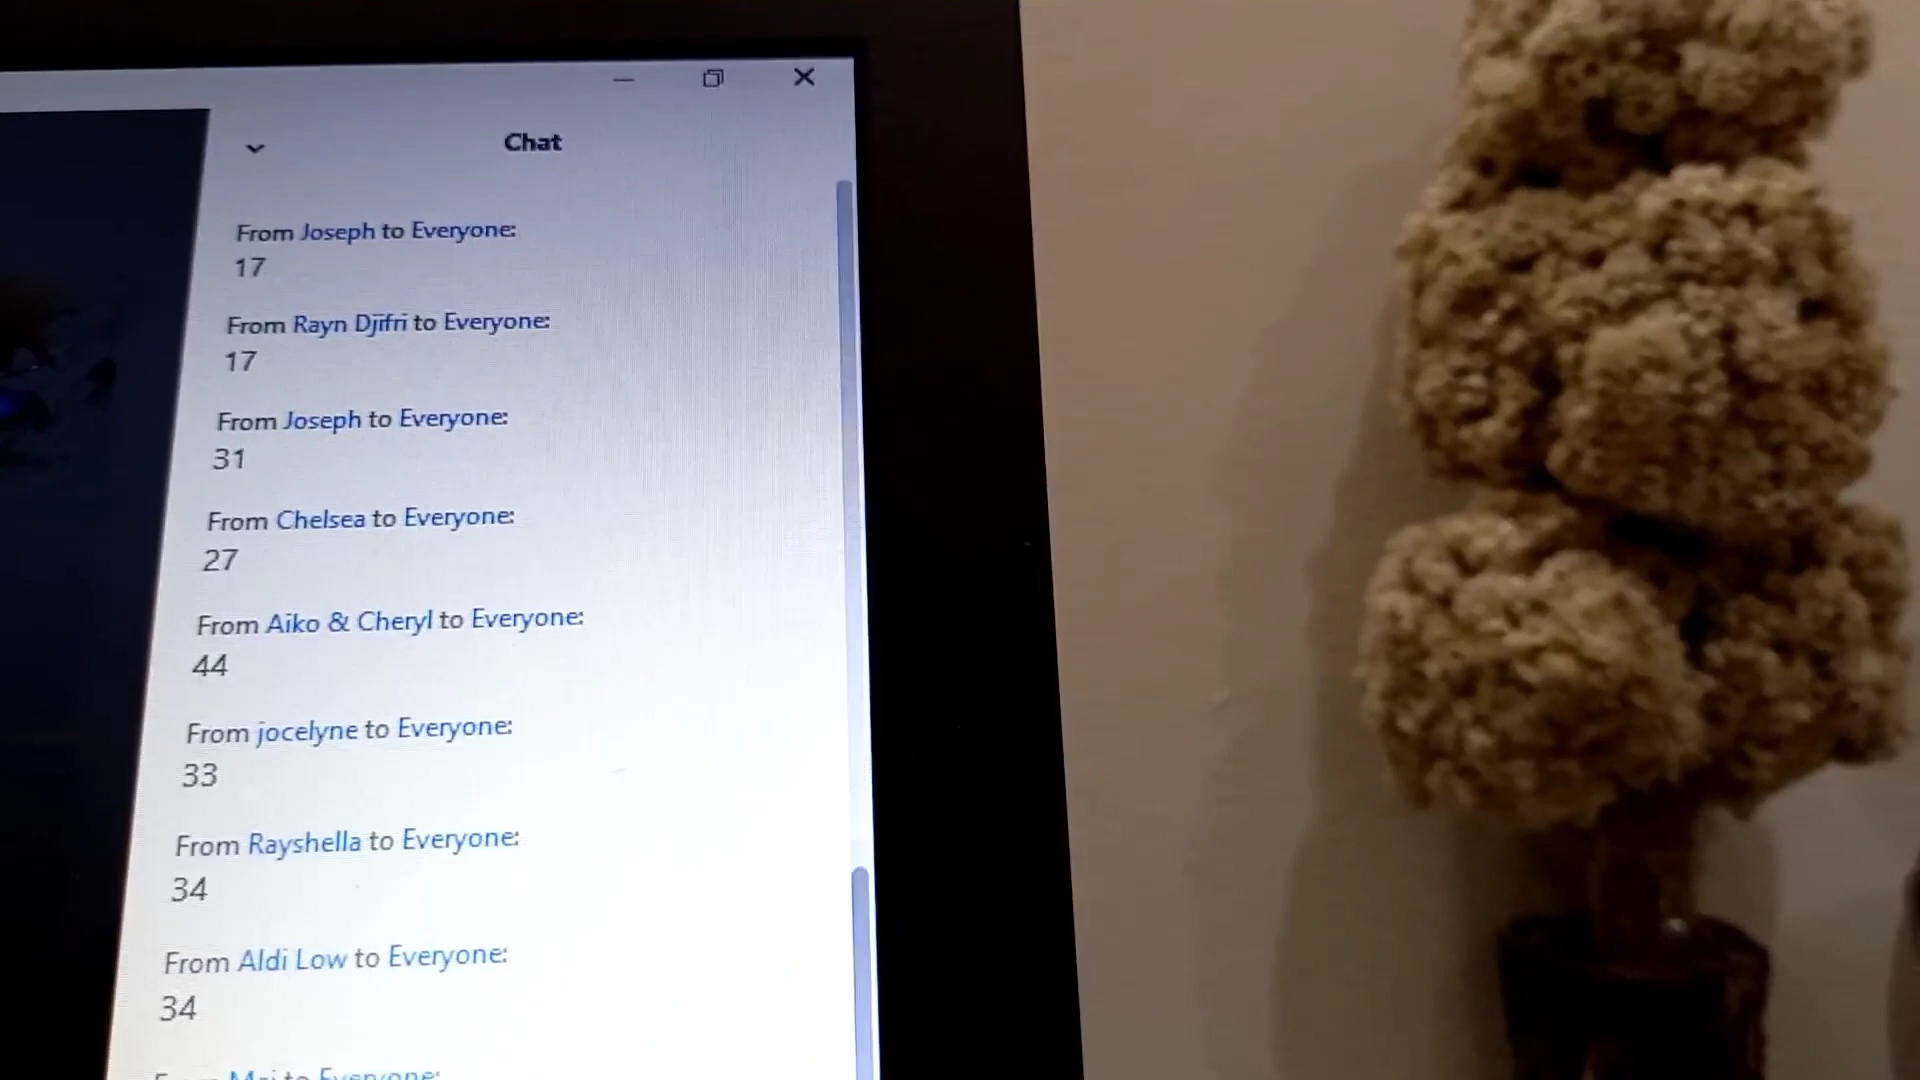 Chat
From Joseph to Everyone:
17
From Rayn Djifri to Everyone:
17
From Joseph to Everyone:
31
From Chelsea to Everyone:
27
From Aiko & Cheryl to Everyone:
44
From jocelyne to Everyone:
33
From Rayshella to Everyone:
34
From Aldi Low to Everyone:
34
to Everyone: